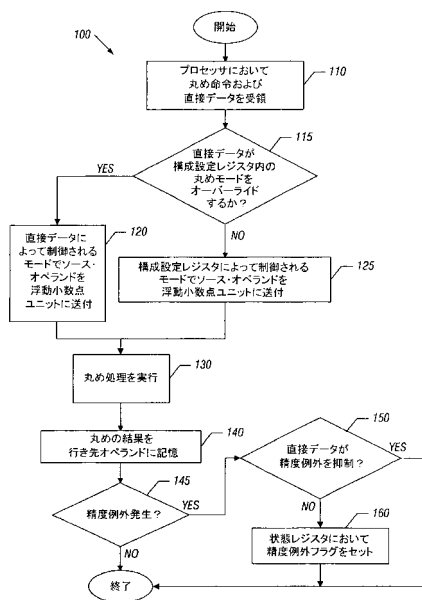 100
開始
プロセッサにおいて
丸め命令および
直接データを受領
110
直接データが
構成設定レジスタ内の
丸めモードを
オーバーライド
するか？
115
YES
NO
直接データに
よって制御される
モードでソース・
オペランドを
浮動小数点
ユニットに送付
120
構成設定レジスタによって制御される
モードでソース・オペランドを
浮動小数点ユニットに送付
125
丸め処理を実行
130
丸めの結果を
行き先オペランドに記憶
140
精度例外発生？
145
YES
NO
直接データが
精度例外を抑制？
150
YES
NO
状態レジスタにおいて
精度例外フラグをセット
160
終了